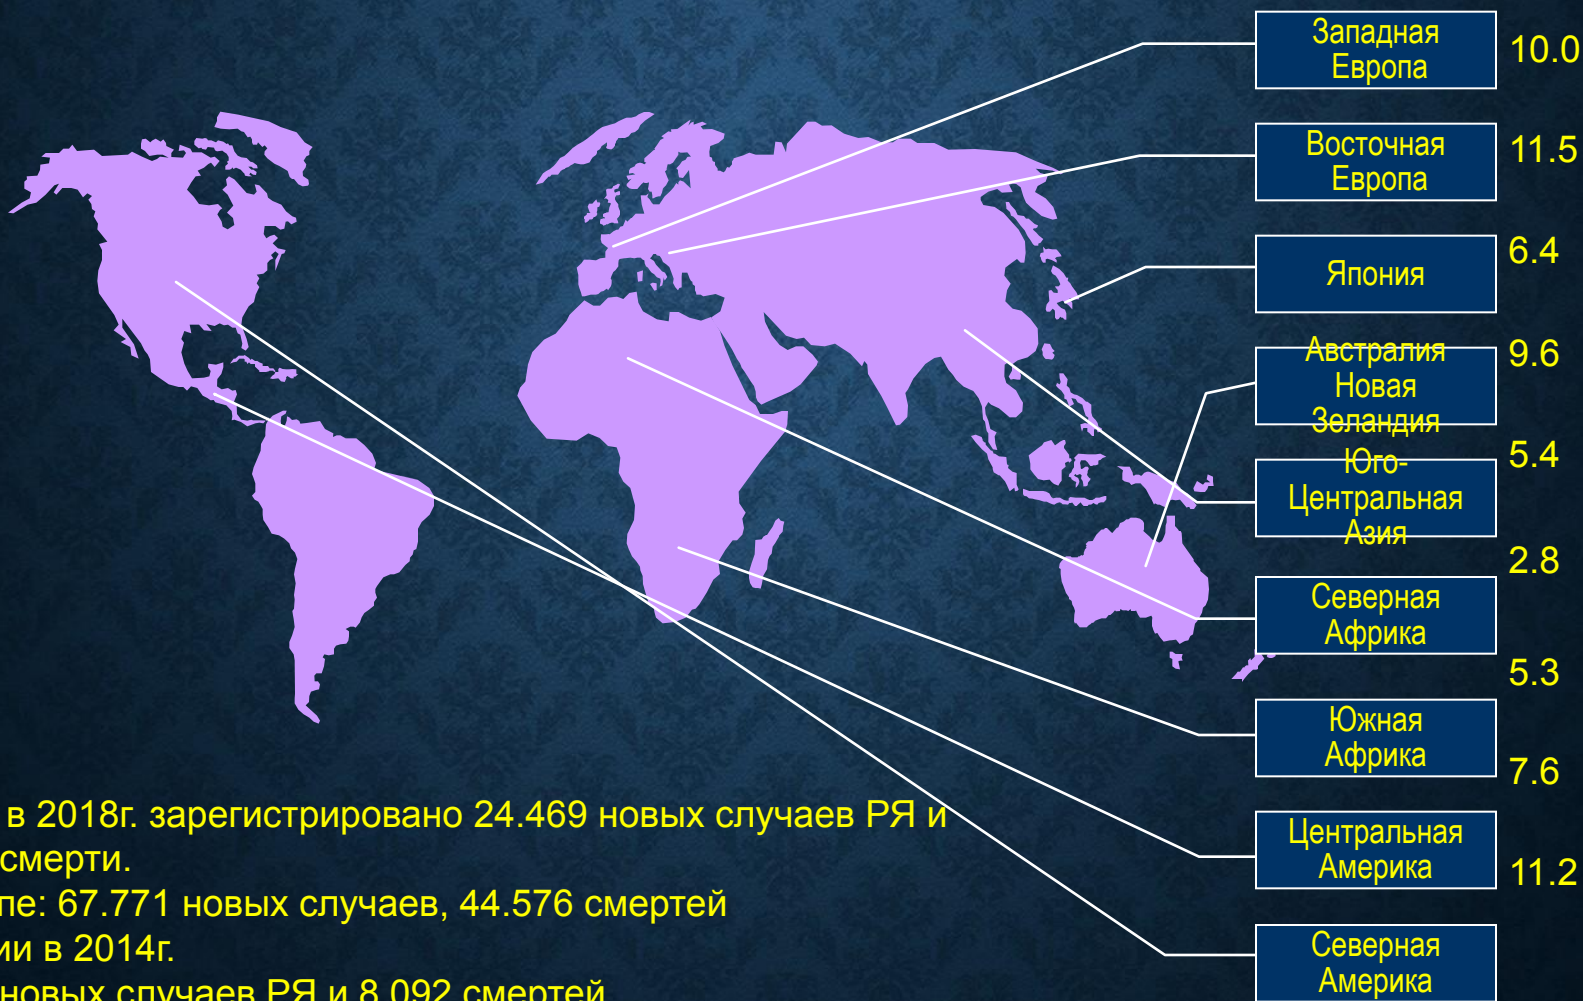 Западная
Европа
10.0
Восточная
Европа
11.5
Япония
6.4
Австралия
Новая
Зеландия
9.6
Юго-
Центральная
Азия
5.4
Северная
Африка
2.8
Южная
Африка
5.3
Центральная
Америка
7.6
Северная
Америка
11.2
в 2018г. зарегистрировано 24.469 новых случаев РЯ и
смерти.
67.771 новых случаев, 44.576 смертей
в 2014г.
новых случаев РЯ и 8.092 смертей